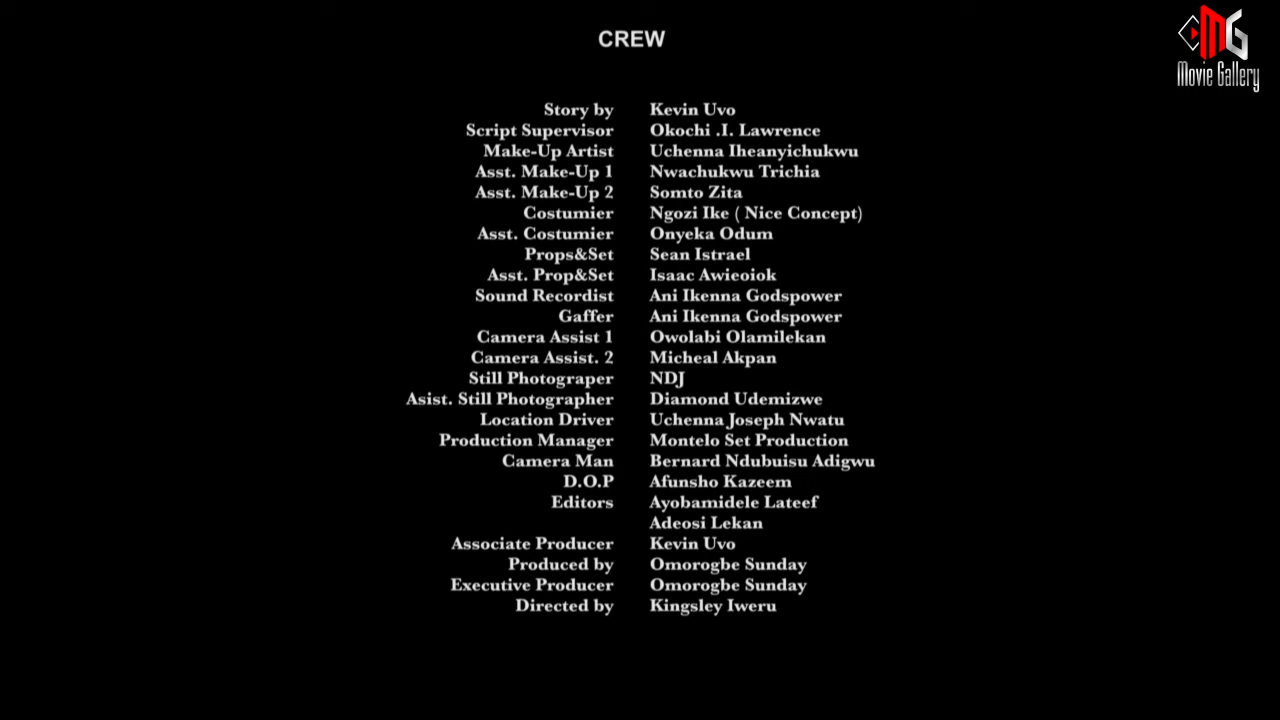 CREW
MG
Movie Gallery
Story by Kevin Uvo
Script Supervisor Okochi .I. Lawrence
Make-Up Artist Uchenna Iheanyichukwu
Asst. Make-Up 1 Nwachukwu Trichia
Asst. Make-Up 2 Somto Zita
Costumier Ngozi Ike ( Nice Concept)
Asst. Costumier Onyeka Odum
Props&Set Sean Istrael
Asst. Prop&Set Isaac Awieoiok
Sound Recordist Ani Ikenna Godspower
Gaffer Ani Ikenna Godspower
Camera Assist 1 Owolabi Olamilekan
Camera Assist. 2 Micheal Akpan
Still Photograper NDJ
Asist. Still Photographer Diamond Udemizwe
Location Driver Uchenna Joseph Nwatu
Production Manager Montelo Set Production
Camera Man Bernard Ndubuisu Adigwu
D.O.P Afunsho Kazeem
Editors Ayobamidele Lateef
Adeosi Lekan
Associate Producer Kevin Uvo
Produced by Omorogbe Sunday
Executive Producer Omorogbe Sunday
Directed by Kingsley Iweru